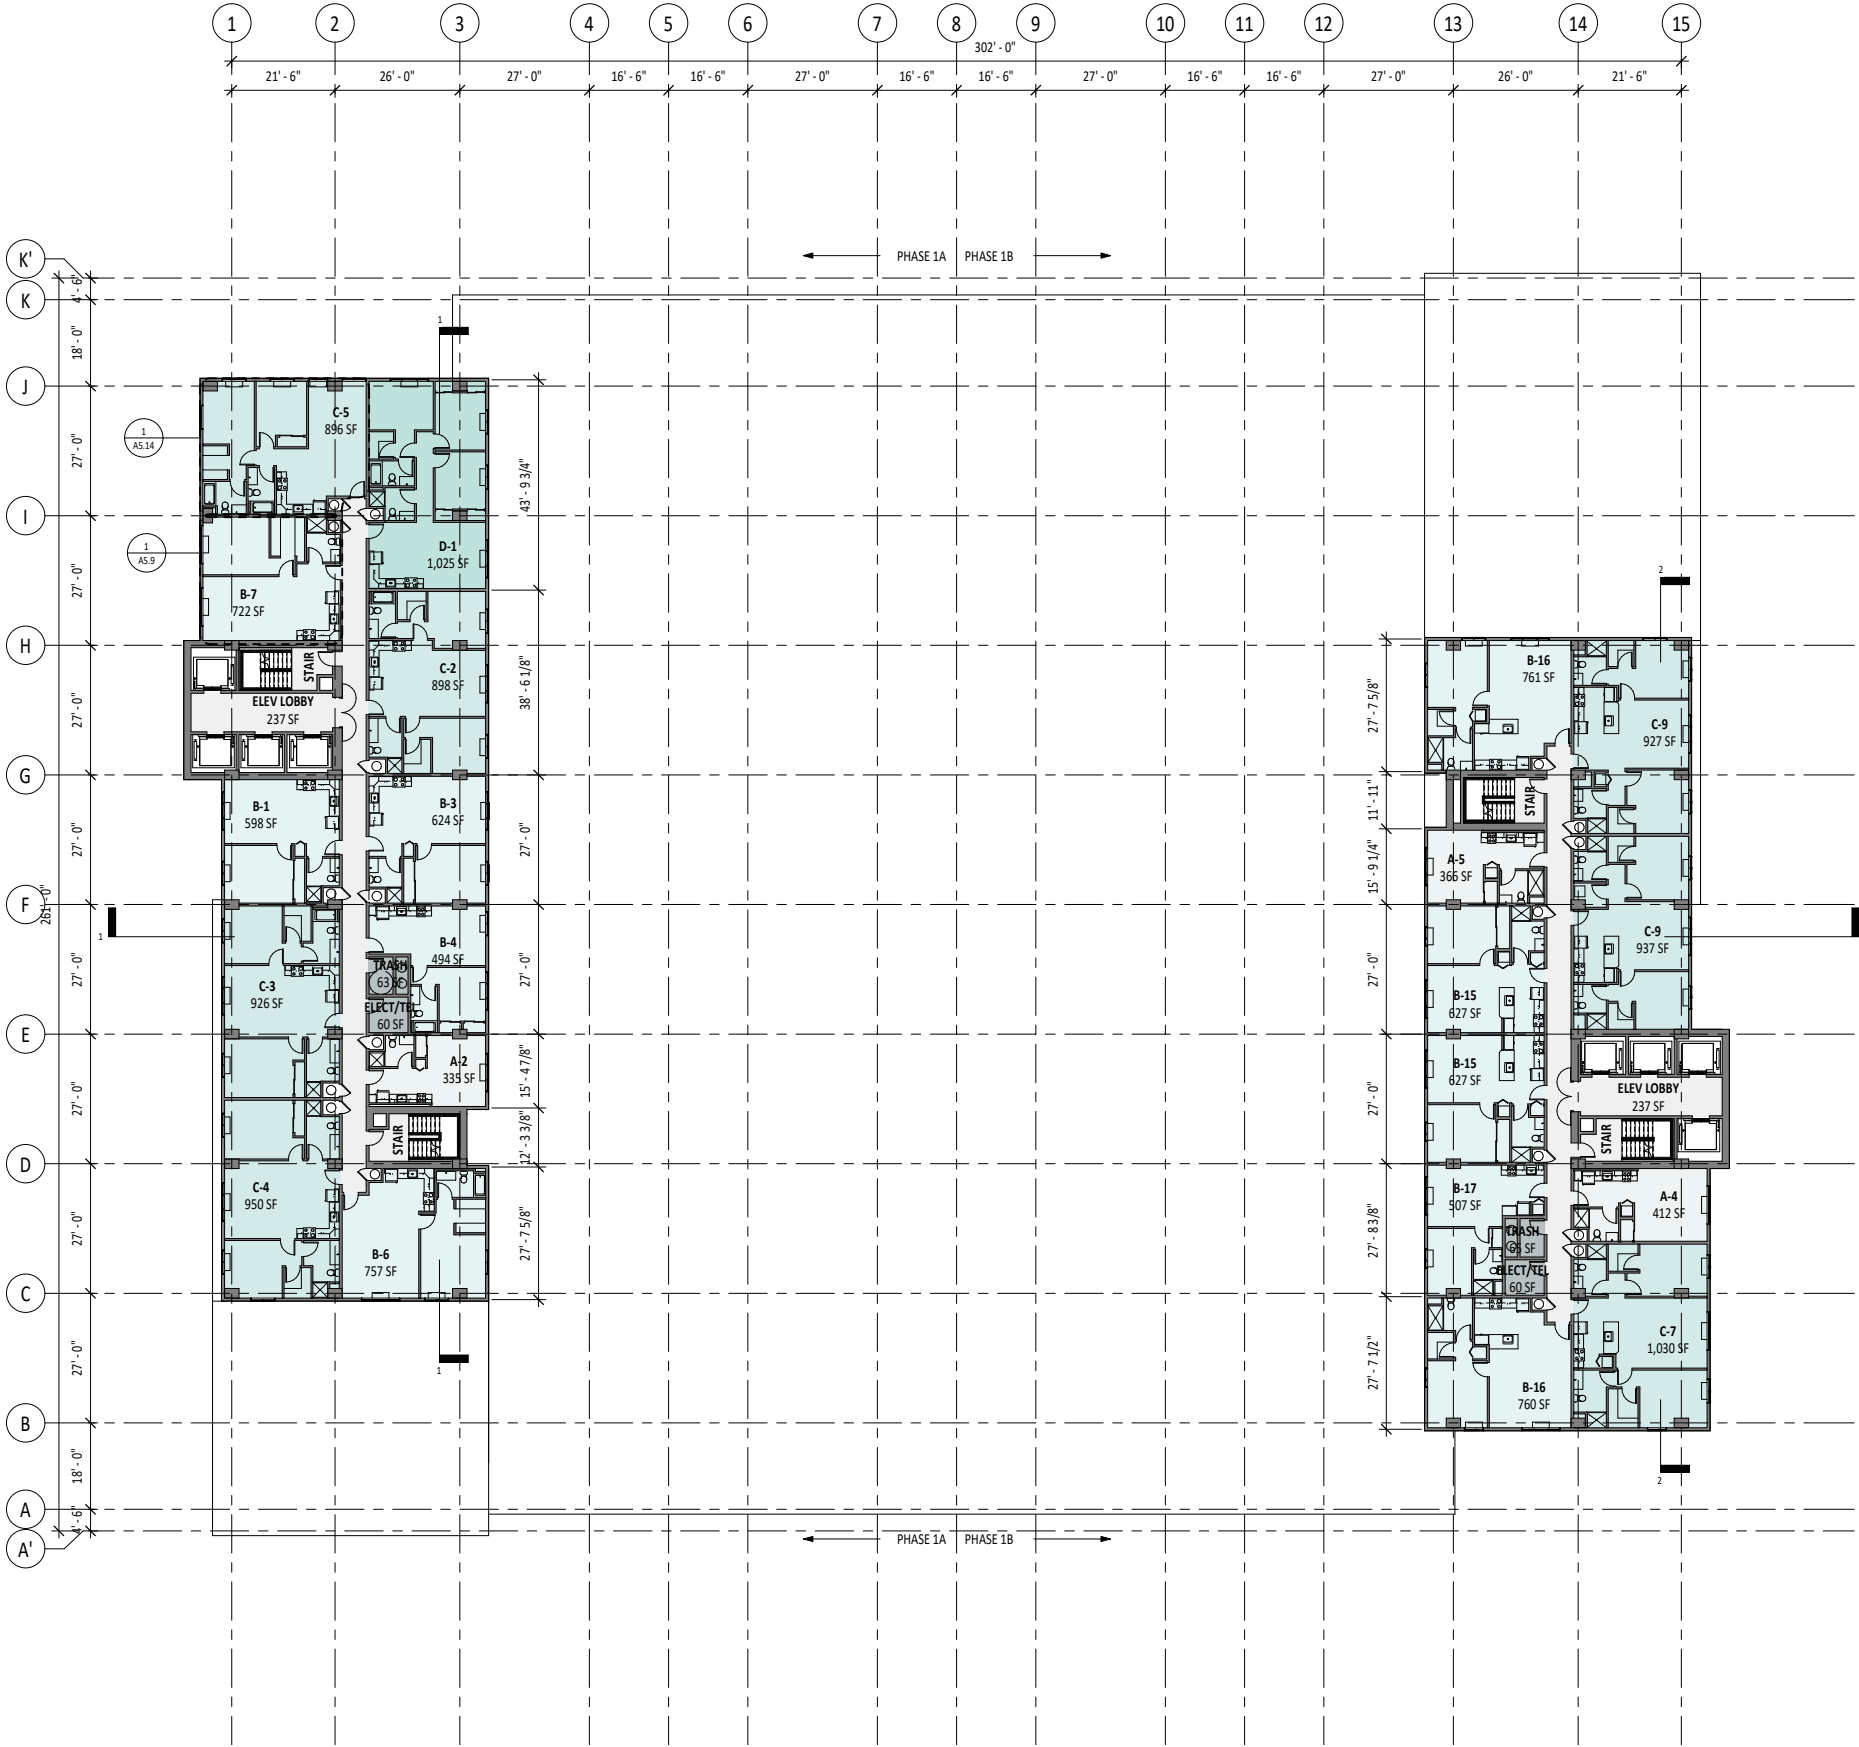 1 2 3 4 5 6 7 8 9 10 11 12 13 14 15
302' - 0"
21' - 6" 26' - 0" 27' - 0" 16' - 6" 16' - 6" 27' - 0" 16' - 6" 16' - 6" 27' - 0" 16' - 6" 16' - 6" 27' - 0" 26' - 0" 21' - 6"
K'
PHASE 1A PHASE 1B
4' - 6"
K
18' - 0"
1
J
C-5
896 SF
1
A5.14
27' - 0"
43' - 9 3/4"
I
D-1
1,025 SF
1
A5.9
27' - 0"
B-7
722 SF
2
H
STAIR
C-2
898 SF
ELEV LOBBY
237 SF
27' - 0"
38' - 6 1/8"
B-16
761 SF
27' - 7 5/8"
C-9
927 SF
G
B-1
598 SF
B-3
624 SF
27' - 0"
27' - 0"
11' - 11"
STAIR
A-5
366 SF
15' - 9 1/4"
F
261' - 0"
1
B-4
494 SF
TRASH
63 SF
C-3
926 SF
ELECT/TEL
60 SF
27' - 0"
27' - 0"
27' - 0"
C-9
937 SF
B-15
627 SF
E
A-2
335 SF
27' - 0"
15' - 4 7/8"
27' - 0"
B-15
627 SF
ELEV LOBBY
237 SF
STAIR
12' - 3 3/8"
STAIR
D
C-4
950 SF
B-6
757 SF
27' - 0"
27' - 7 5/8"
27' - 8 3/8"
B-17
507 SF
A-4
412 SF
TRASH
65 SF
ELECT/TEL
60 SF
C
27' - 0"
27' - 7 1/2"
C-7
1,030 SF
B-16
760 SF
1
B
18' - 0"
2
A
4' - 6"
A'
PHASE 1A PHASE 1B